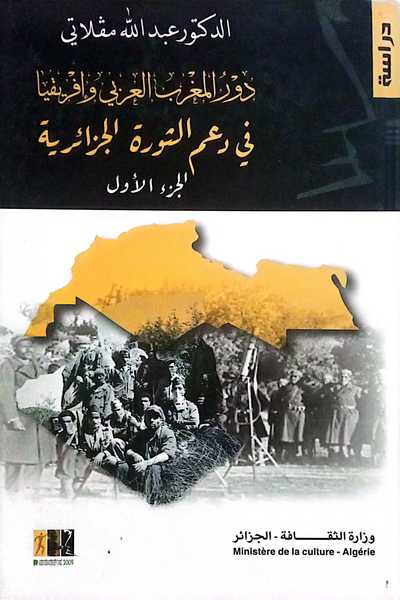 دراسة
الدكتور عبد الله مقلاتي
دور المغرب العربي وإفريقيا
في دعم الثورة الجزائرية
الجزء الأول
وزارة الثقافة - الجزائر
Ministère de la culture - Algérie
2009